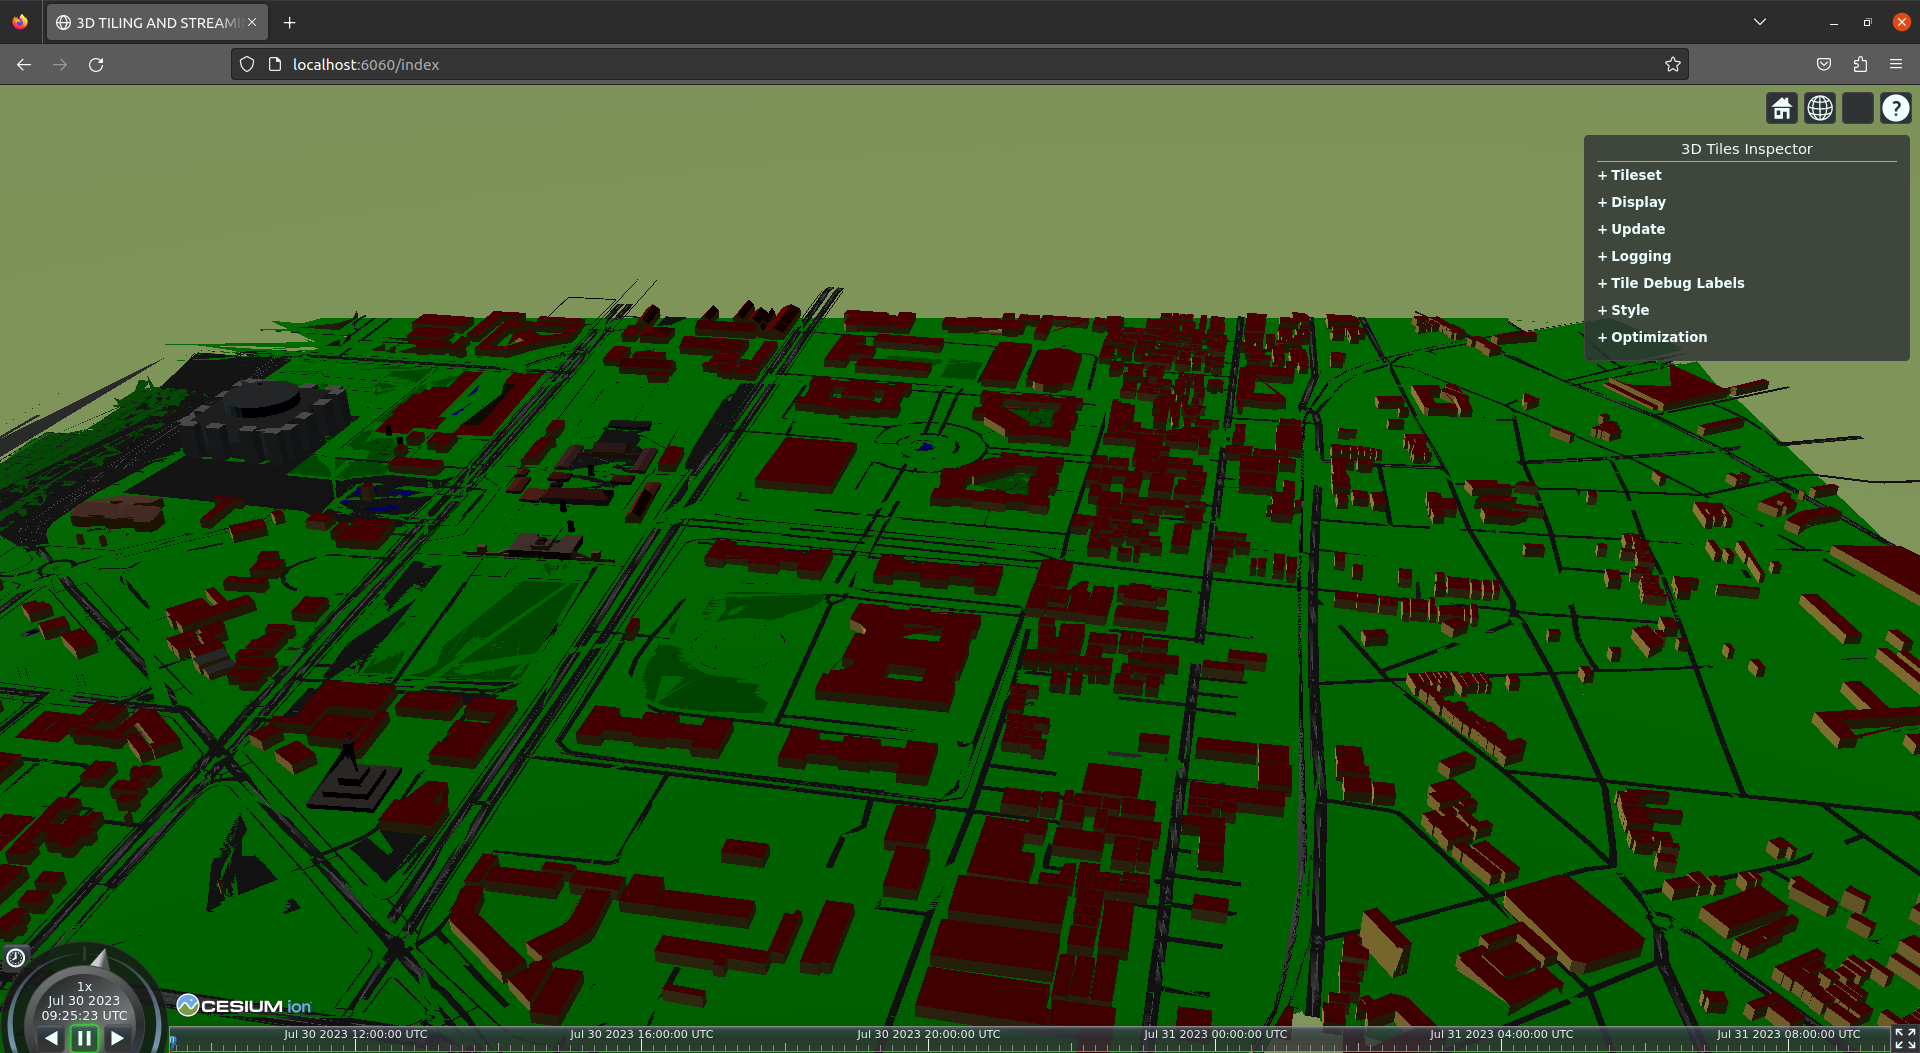 3D TILING AND STREAMI
localhost:6060/index
?
3D Tiles Inspector
+ Tileset
+ Display
+ Update
+ Logging
+ Tile Debug Labels
+ Style
+ Optimization
1x
Jul 30 2023
09:25:23 UTC
CESIUM ion
Jul 30 2023 12:00:00 UTC
Jul 30 2023 16:00:00 UTC
Jul 30 2023 20:00:00 UTC
Jul 31 2023 00:00:00 UTC
Jul 31 2023 04:00:00 UTC
Jul 31 2023 08:00:00 UTC